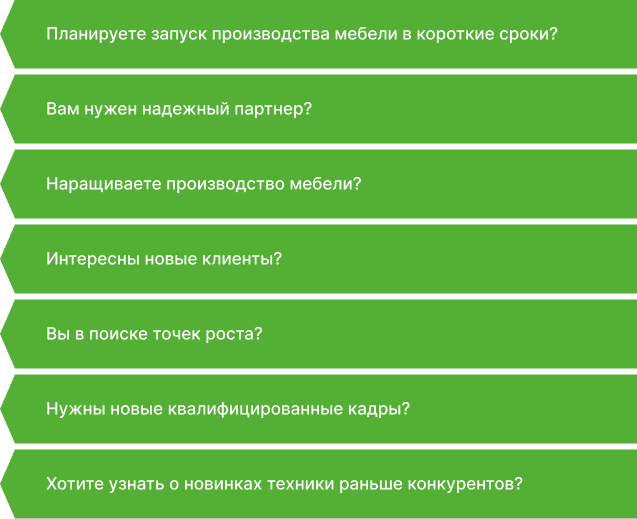 Планируете запуск производства мебели в короткие сроки?
Вам нужен надежный партнер?
Наращиваете производство мебели?
Интересны новые клиенты?
Вы в поиске точек роста?
Нужны новые квалифицированные кадры?
Хотите узнать о новинках техники раньше конкурентов?